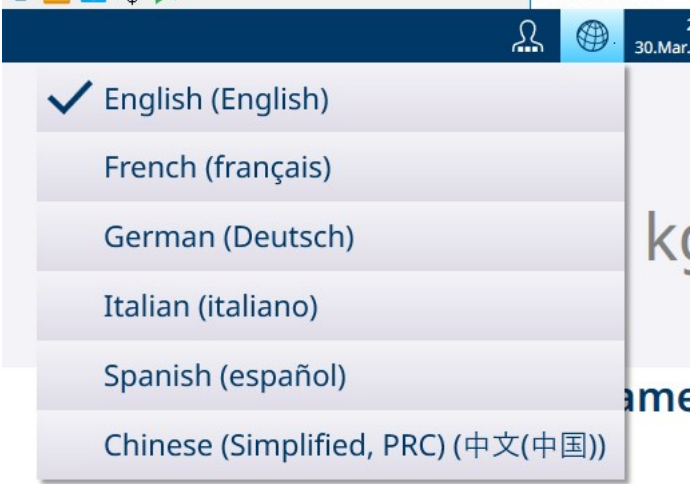 30.Mar.
English (English)
French (français)
German (Deutsch)
Italian (italiano)
Spanish (español)
Chinese (Simplified, PRC) (中文(中国))